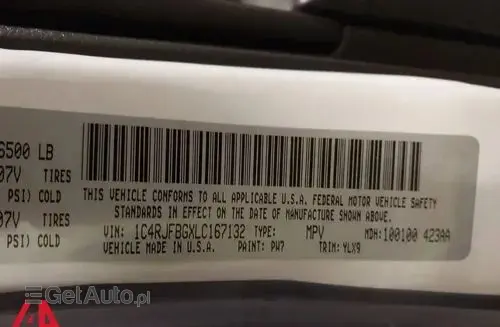 6500 LB
07V TIRES
PSI) COLD
07V TIRES
PSI) COLD
THIS VEHICLE CONFORMS TO ALL APPLICABLE U.S.A. FEDERAL MOTOR VEHICLE SAFETY
STANDARDS IN EFFECT ON THE DATE OF MANUFACTURE SHOWN ABOVE.
VIN: 1C4RJFBGXLC167132 TYPE: MPV MDH: 100100 423AA
VEHICLE MADE IN U.S.A. PAINT: PW7 TRIM: YLX9
GetAuto.pl